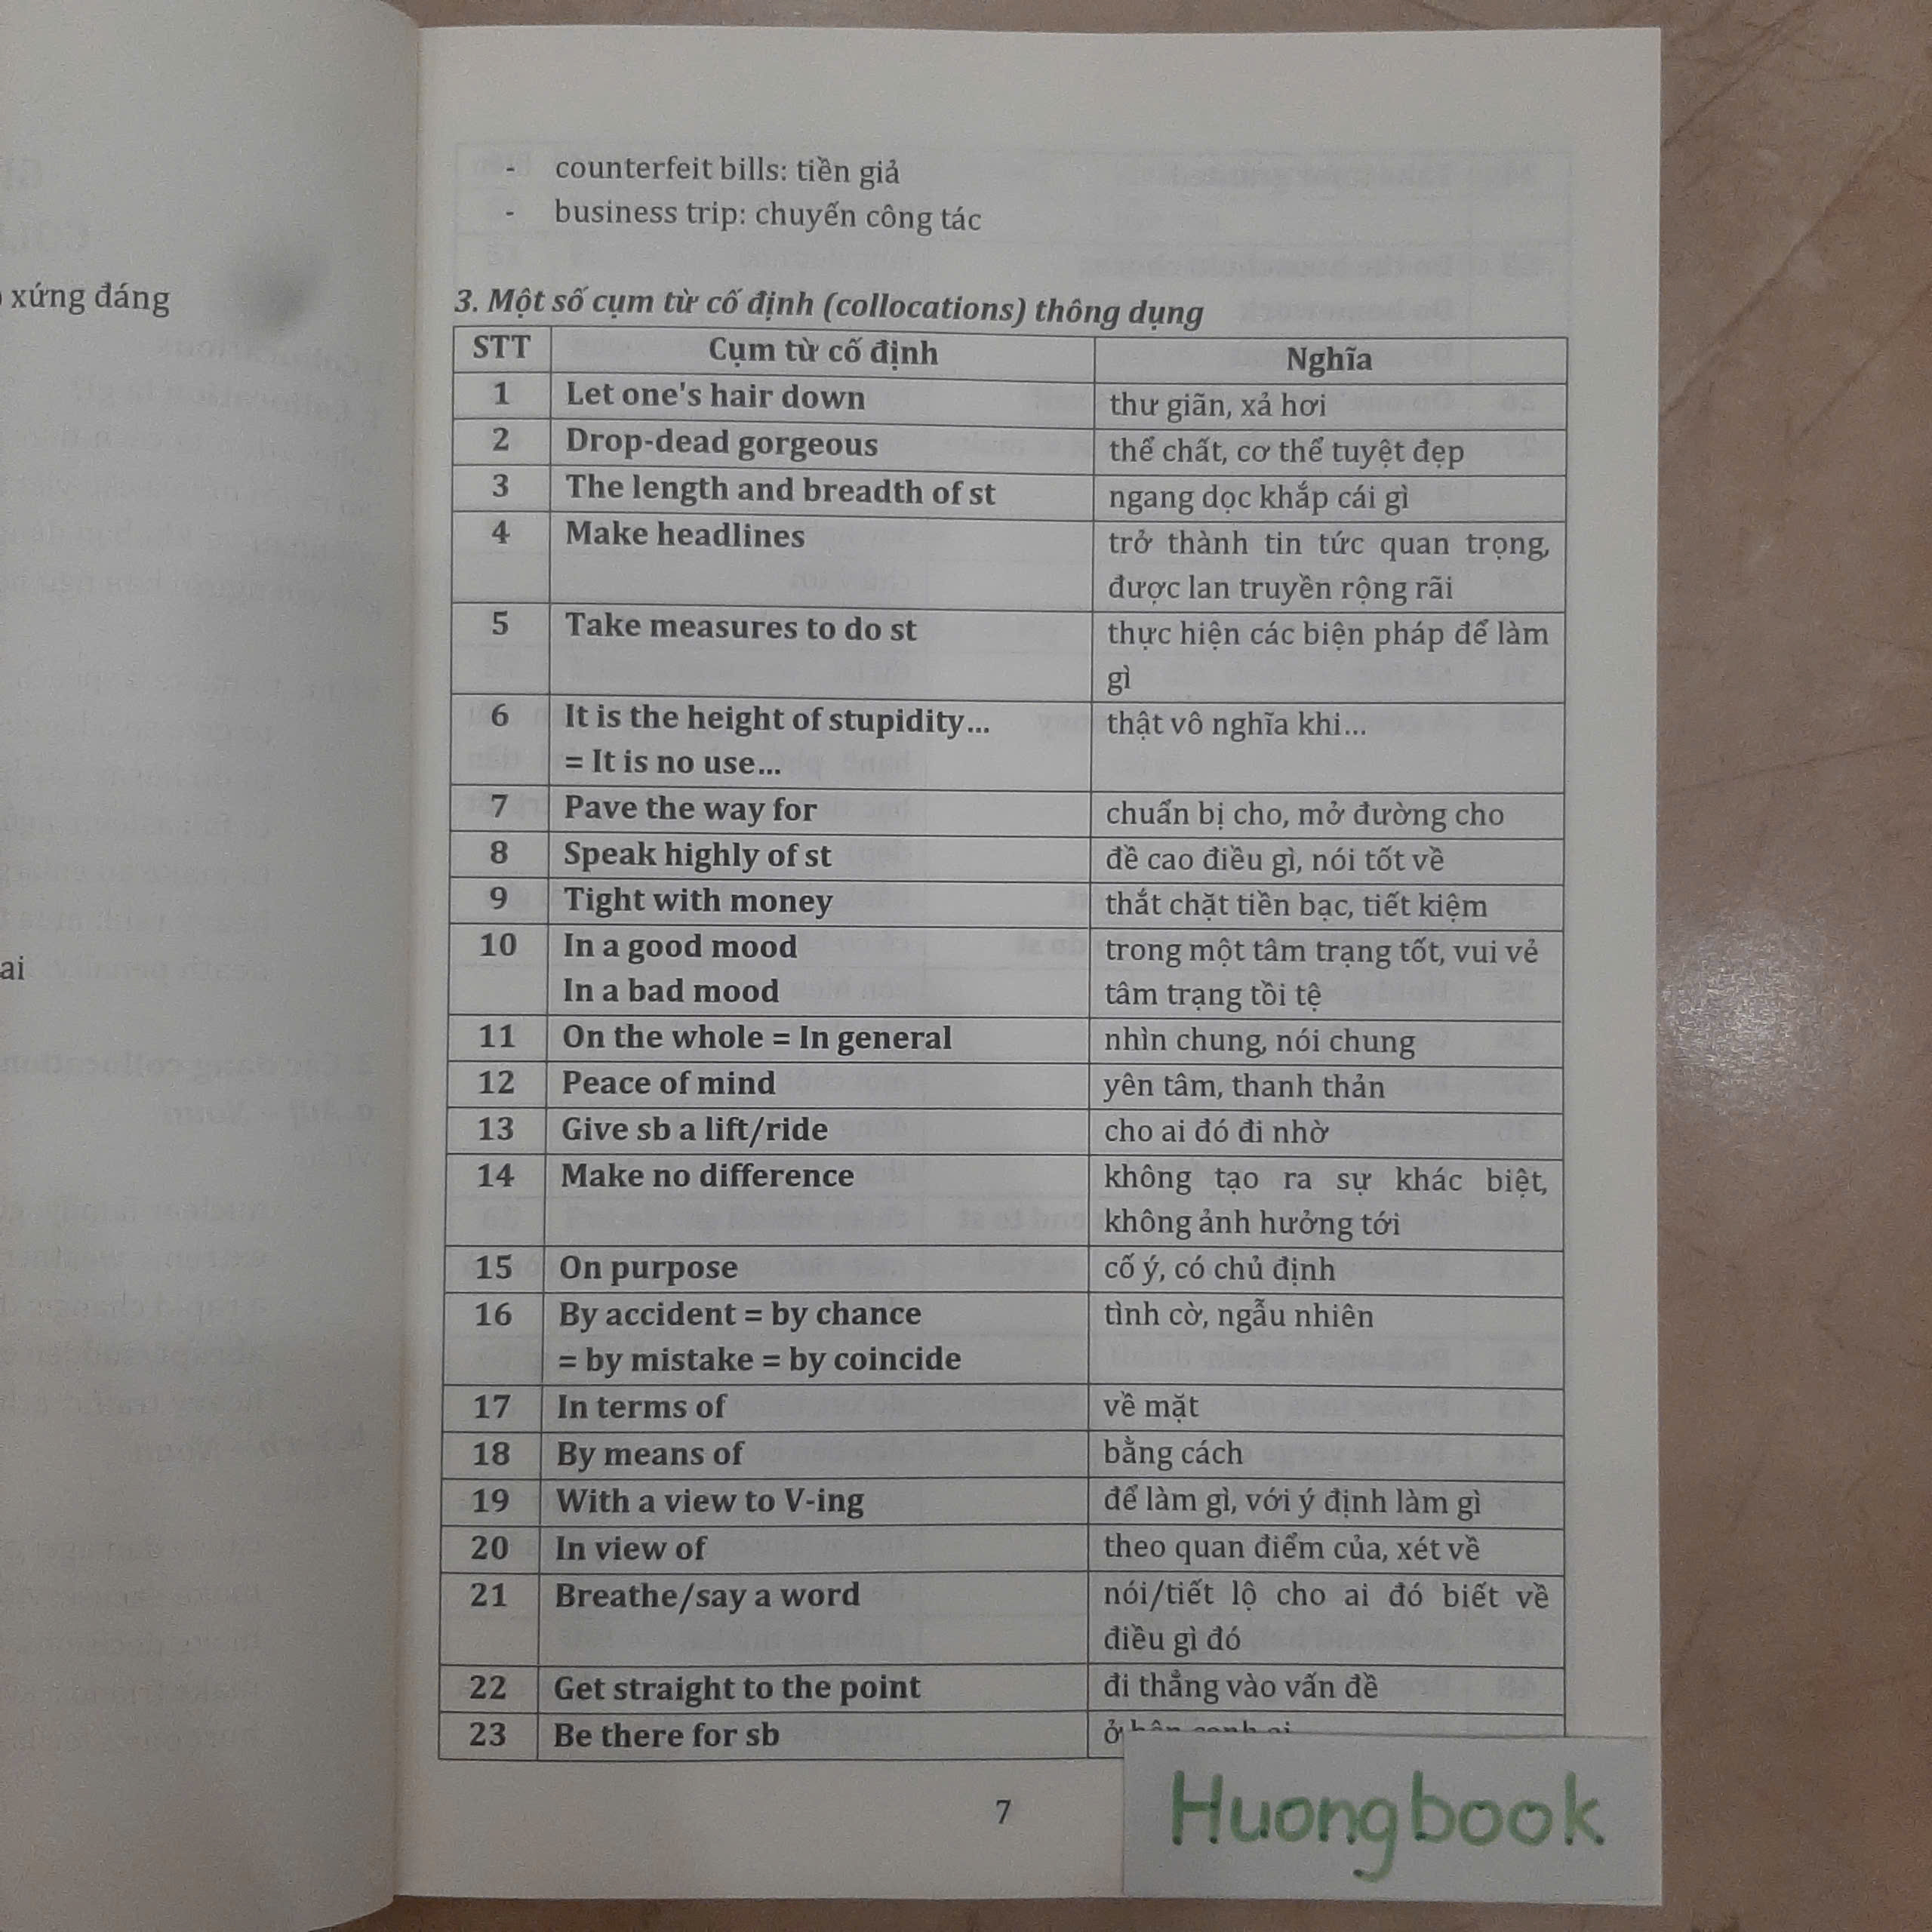 xứng đáng
ai
- counterfeit bills: tiền giả
- business trip: chuyến công tác
3. Một số cụm từ cố định (collocations) thông dụng
STT Cụm từ cố định Nghĩa
1 Let one's hair down thư giãn, xả hơi
2 Drop-dead gorgeous thể chất, cơ thể tuyệt đẹp
3 The length and breadth of st ngang dọc khắp cái gì
4 Make headlines trở thành tin tức quan trọng,
được lan truyền rộng rãi
5 Take measures to do st thực hiện các biện pháp để làm
gì
6 It is the height of stupidity... thật vô nghĩa khi...
= It is no use...
7 Pave the way for chuẩn bị cho, mở đường cho
8 Speak highly of st đề cao điều gì, nói tốt về
9 Tight with money thắt chặt tiền bạc, tiết kiệm
10 In a good mood trong một tâm trạng tốt, vui vẻ
In a bad mood tâm trạng tồi tệ
11 On the whole = In general nhìn chung, nói chung
12 Peace of mind yên tâm, thanh thản
13 Give sb a lift/ride cho ai đó đi nhờ
14 Make no difference không tạo ra sự khác biệt,
không ảnh hưởng tới
15 On purpose cố ý, có chủ định
16 By accident = by chance tình cờ, ngẫu nhiên
= by mistake = by coincide
17 In terms of về mặt
18 By means of bằng cách
19 With a view to V-ing để làm gì, với ý định làm gì
20 In view of theo quan điểm của, xét về
21 Breathe/say a word nói/tiết lộ cho ai đó biết về
điều gì đó
22 Get straight to the point đi thẳng vào vấn đề
23 Be there for sb ở
7
Huongbook